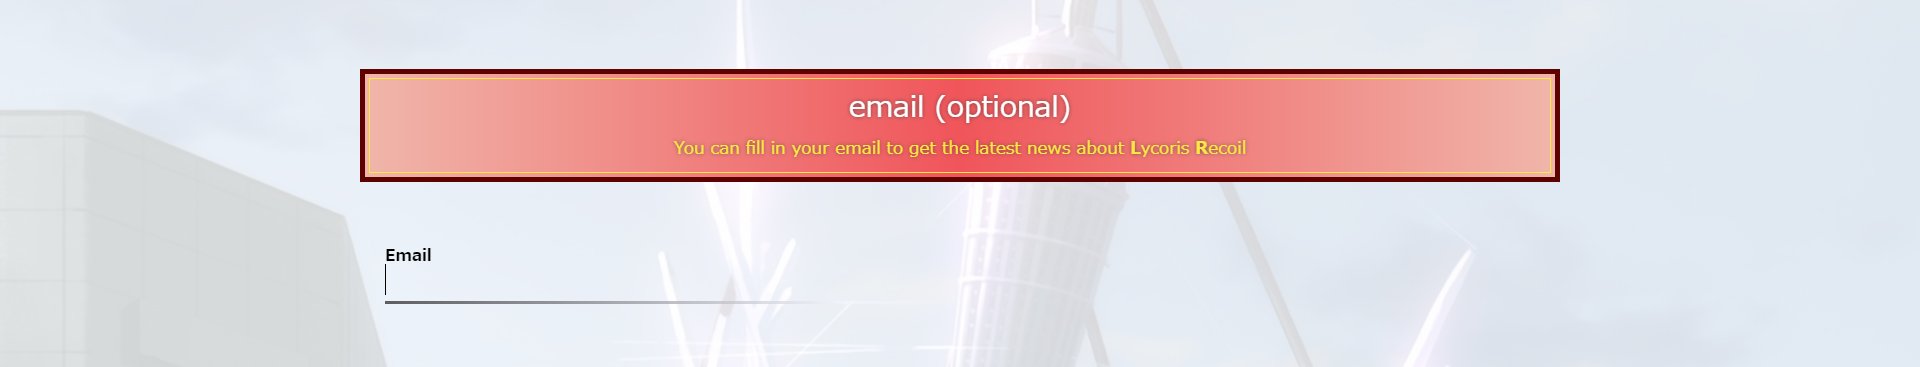 email (optional)
You can fill in your email to get the latest news about Lycoris Recoil
Email